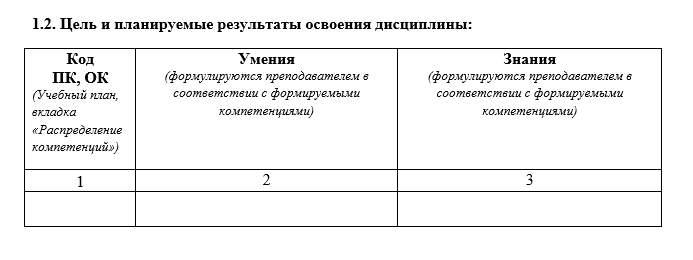 1.2. Цель и планируемые результаты освоения дисциплины:
Код
ПК, ОК
(Учебный план,
вкладка
«Распределение
компетенций»)
Умения
(формулируются преподавателем в
соответствии с формируемыми
компетенциями)
Знания
(формулируются преподавателем в
соответствии с формируемыми
компетенциями)
1
2
3